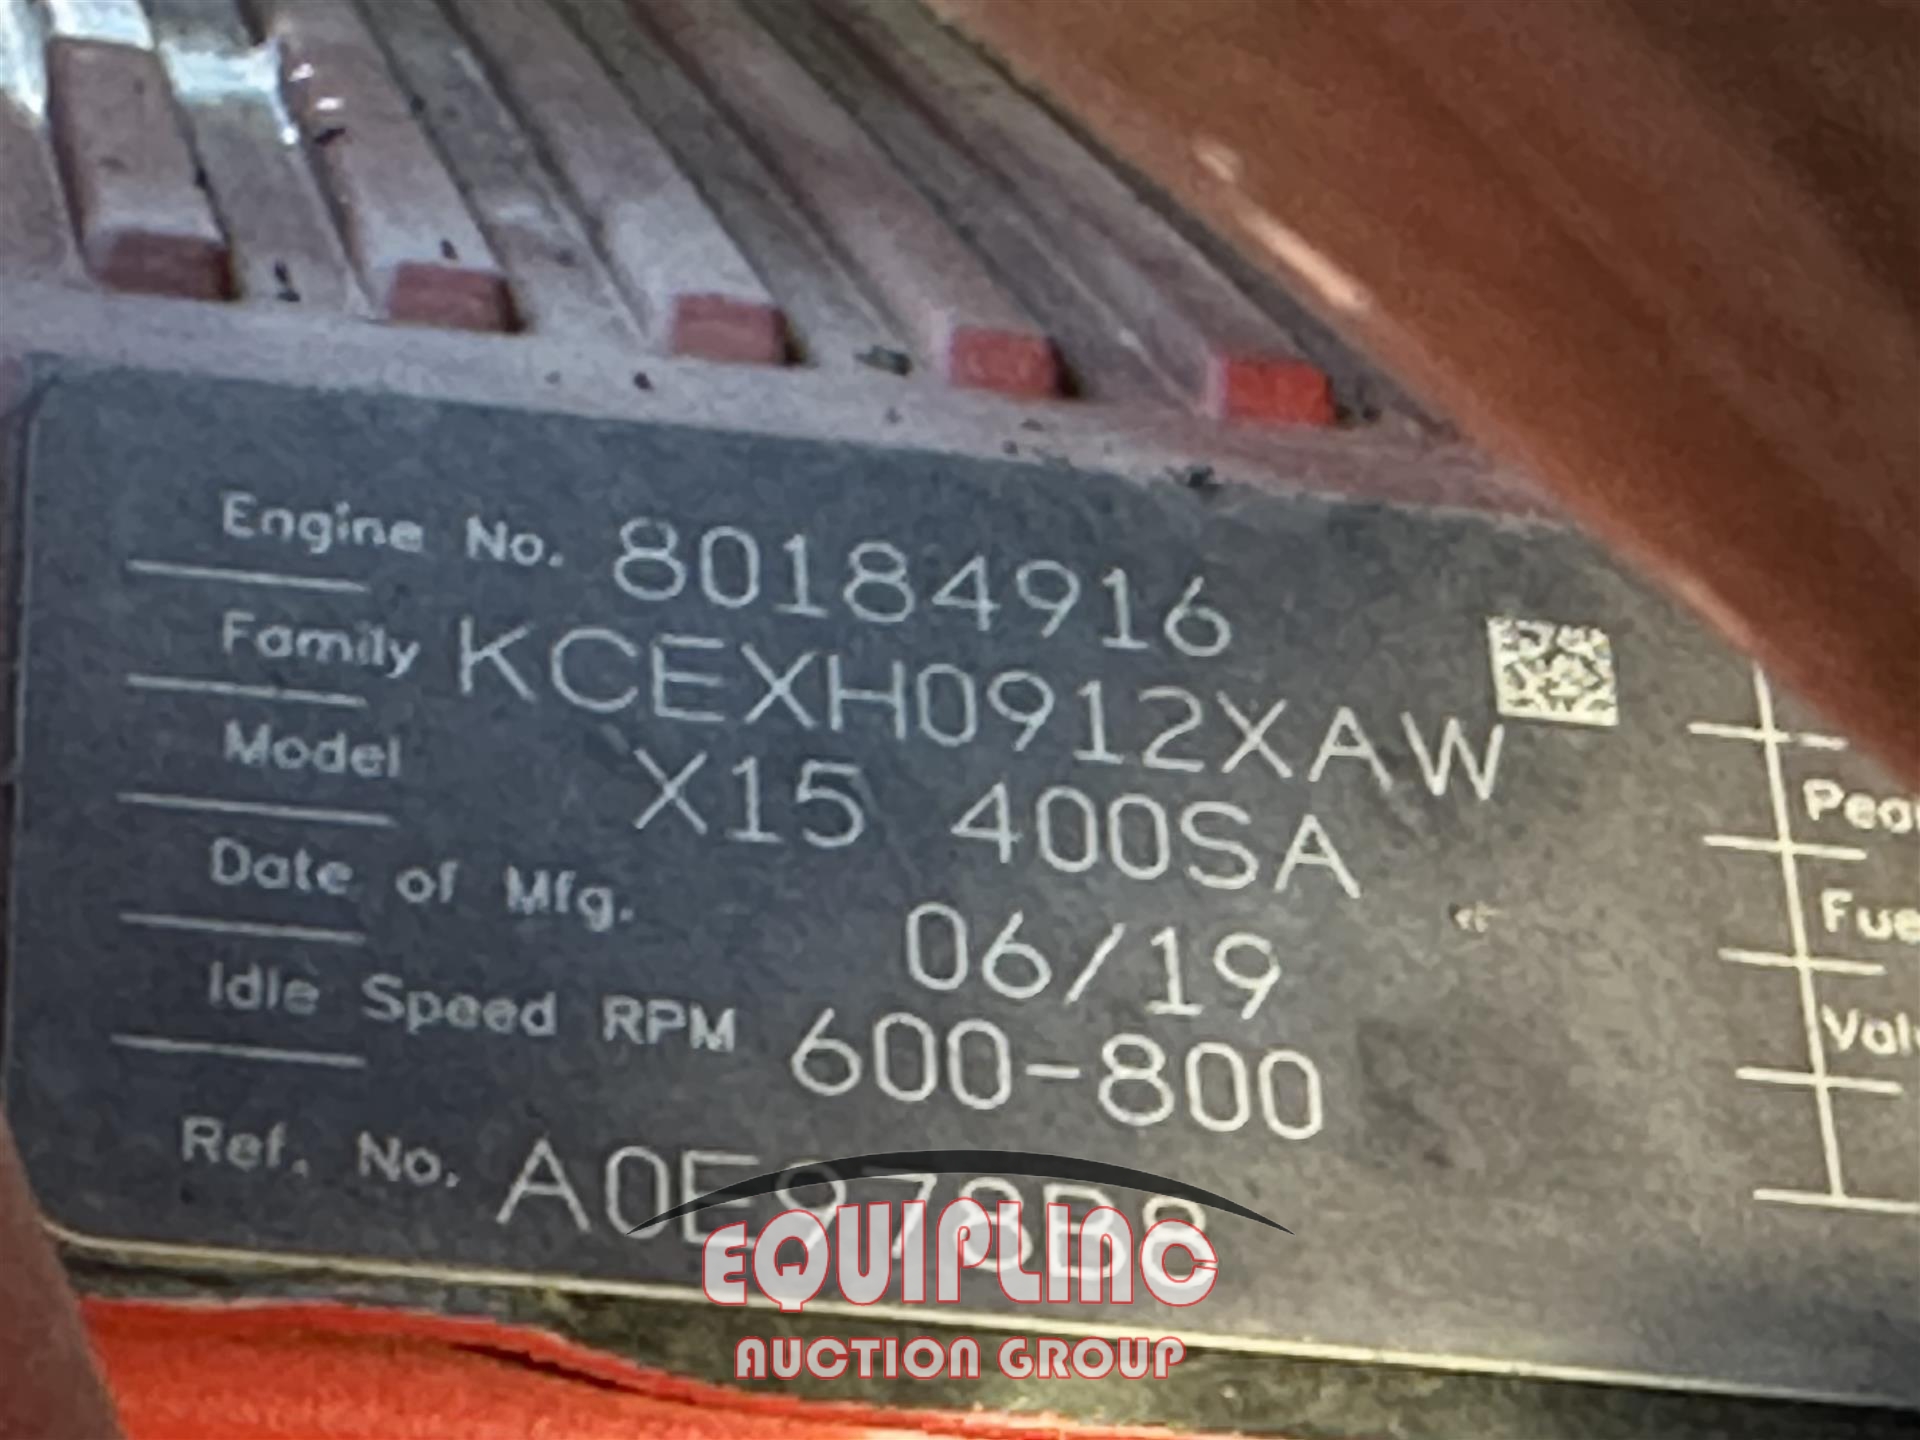 Engine No. 80184916
Family KCEXH0912XAW
Model X15 400SA
Date of Mfg. 06/19
Idle Speed RPM 600-800
Ref. No. A0E978B8
EQUIPLINC
AUCTION GROUP